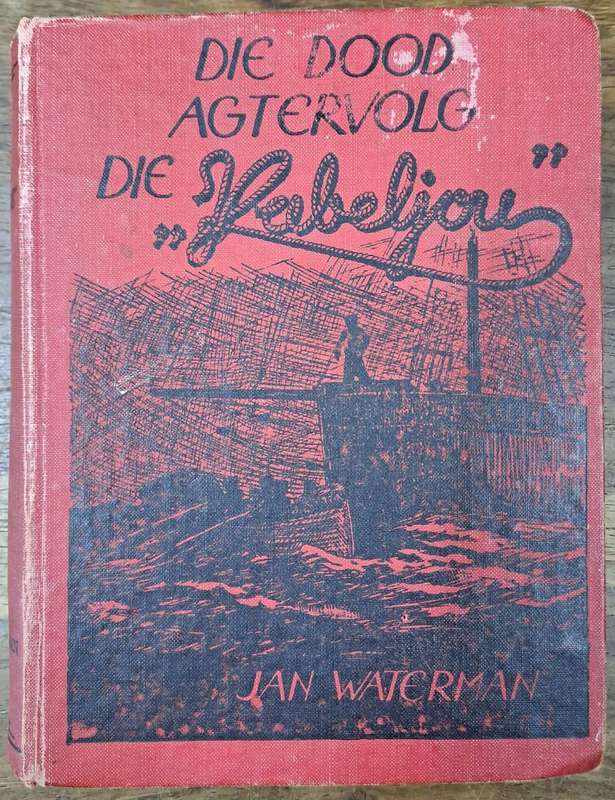 DIE DOOD
AGTERVOLG
DIE „Kabeljou”
JAN WATERMAN